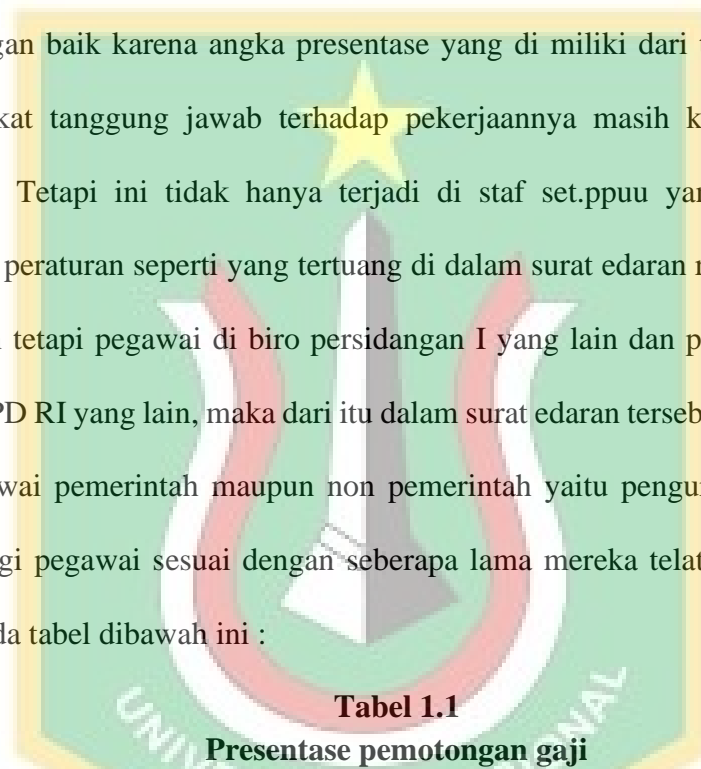 gan baik karena angka presentase yang di miliki dari
kat tanggung jawab terhadap pekerjaannya masih
Tetapi ini tidak hanya terjadi di staf set.ppuu
peraturan seperti yang tertuang di dalam surat edaran
tetapi pegawai di biro persidangan I yang lain dan
PD RI yang lain, maka dari itu dalam surat edaran
wai pemerintah maupun non pemerintah yaitu
gi pegawai sesuai dengan seberapa lama mereka telat
da tabel dibawah ini :
Tabel 1.1
Presentase pemotongan gaji